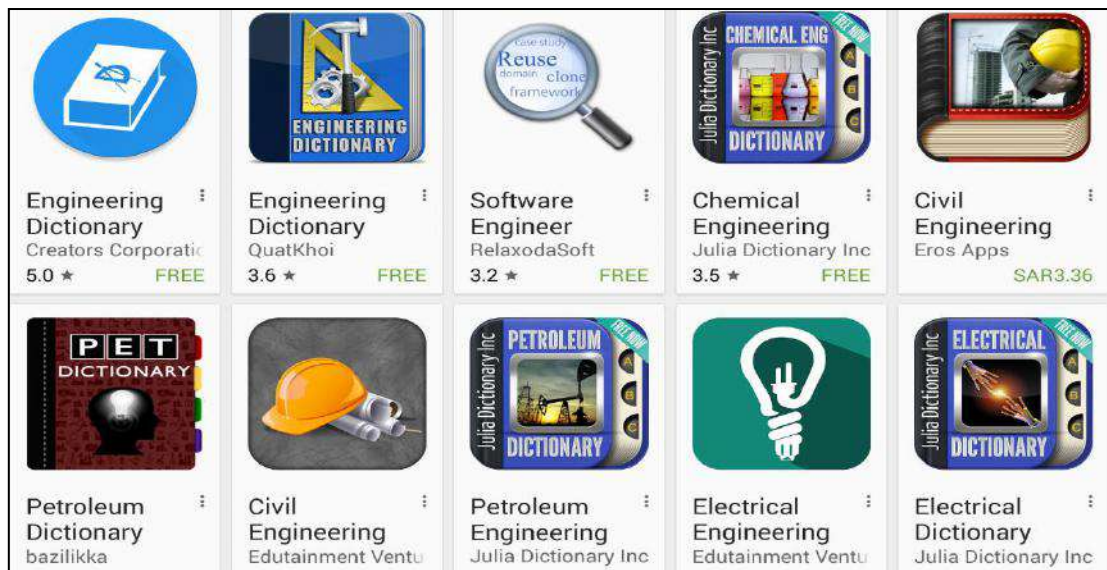 case study
Reuse
domain clone
framework
ENGINEERING
DICTIONARY
Julia Dictionary Inc
CHEMICAL ENG
FREE NOW
A
B
C
DICTIONARY
Engineering
Dictionary
Creators Corporatic
5.0 ★ FREE
Engineering
Dictionary
QuatKhoi
3.6 ★ FREE
Software
Engineer
RelaxodaSoft
3.2 ★ FREE
Chemical
Engineering
Julia Dictionary Inc
3.5 ★ FREE
Civil
Engineering
Eros Apps
SAR3.36
PET
DICTIONARY
Julia Dictionary Inc
PETROLEUM
FREE NOW
A
B
C
DICTIONARY
Julia Dictionary Inc
ELECTRICAL
FREE NOW
A
B
C
DICTIONARY
Petroleum
Dictionary
bazilikka
Civil
Engineering
Edutainment Ventu
Petroleum
Engineering
Julia Dictionary Inc
Electrical
Engineering
Edutainment Ventu
Electrical
Dictionary
Julia Dictionary Inc